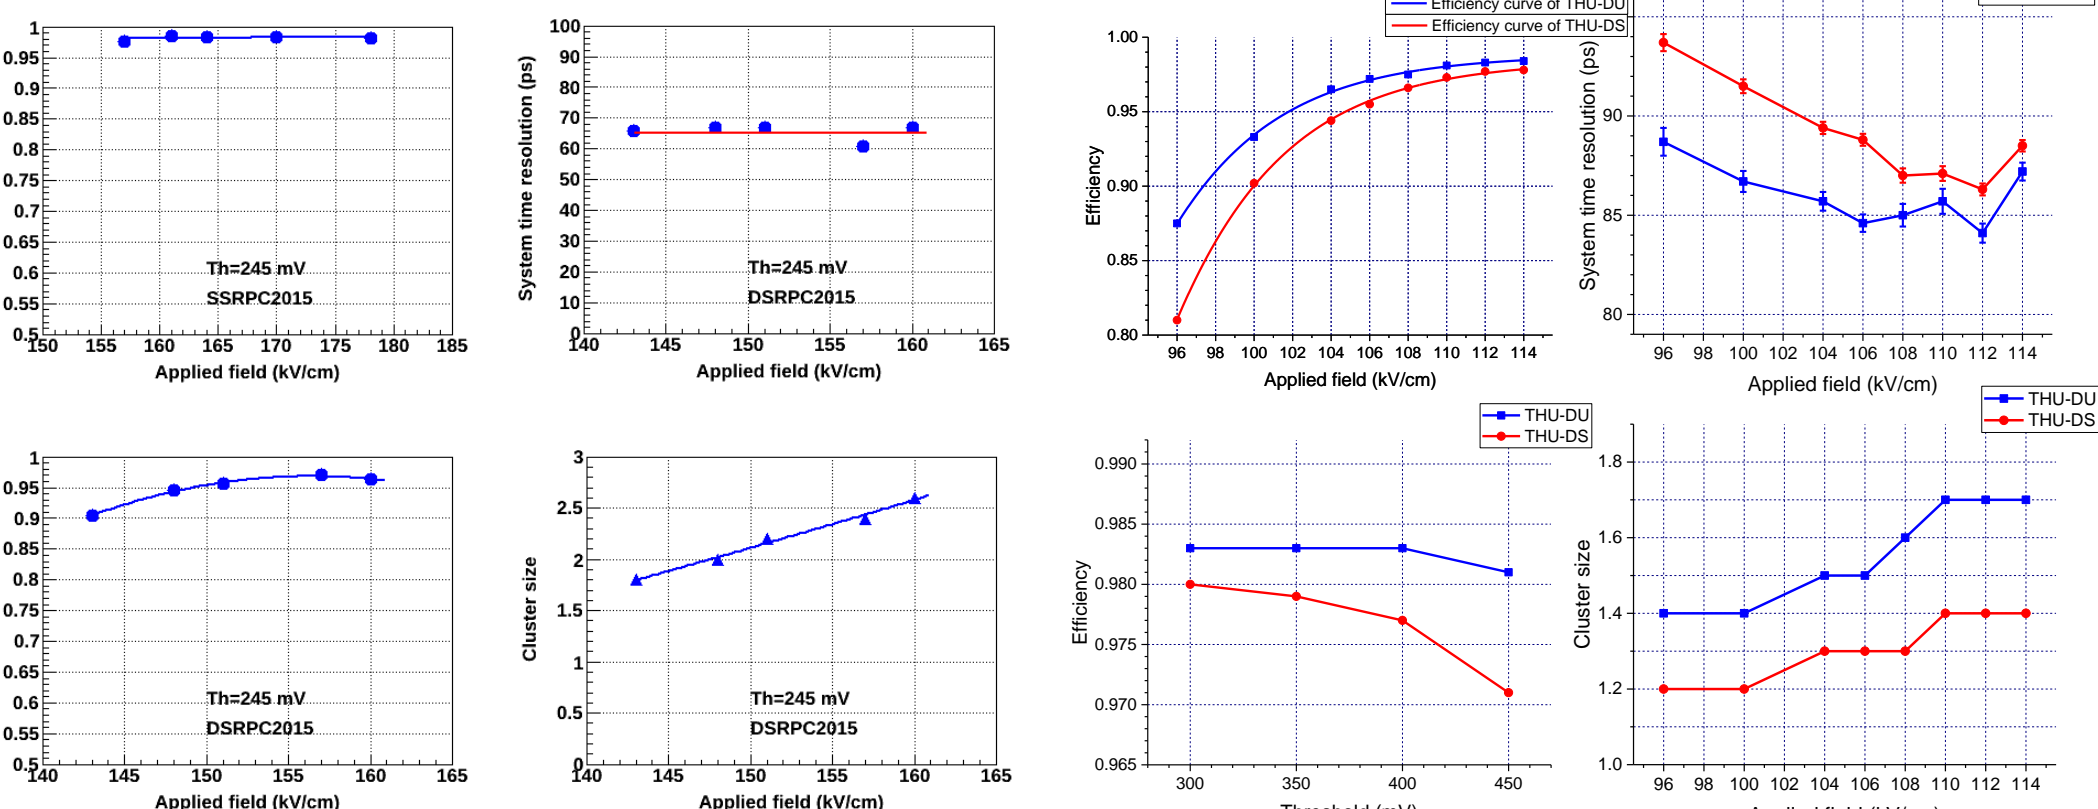 1
0.95
0.9
0.85
0.8
0.75
0.7
0.65
0.6
0.55
0.5
150 155 160 165 170 175 180 185
Applied field (kV/cm)
Th=245 mV
SSRPC2015
100
90
80
70
60
50
40
30
20
10
0
140 145 150 155 160 165
Applied field (kV/cm)
System time resolution (ps)
Th=245 mV
DSRPC2015
Efficiency curve of THU-DU
Efficiency curve of THU-DS
1.00
0.95
0.90
0.85
0.80
96 98 100 102 104 106 108 110 112 114
Applied field (kV/cm)
Efficiency
90
85
80
96 98 100 102 104 106 108 110 112 114
Applied field (kV/cm)
System time resolution (ps)
1
0.95
0.9
0.85
0.8
0.75
0.7
0.65
0.6
0.55
0.5
140 145 150 155 160 165
Applied field (kV/cm)
Th=245 mV
DSRPC2015
3
2.5
2
1.5
1
0.5
0
140 145 150 155 160 165
Applied field (kV/cm)
Cluster size
Th=245 mV
DSRPC2015
THU-DU
THU-DS
0.990
0.985
0.980
0.975
0.970
0.965
300 350 400 450
Threshold (mV)
Efficiency
THU-DU
THU-DS
1.8
1.6
1.4
1.2
1.0
96 98 100 102 104 106 108 110 112 114
Applied field (kV/cm)
Cluster size